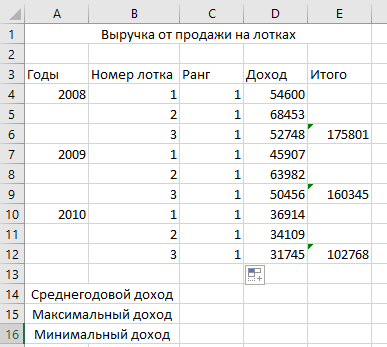 A B C D E
1 Выручка от продажи на лотках
2
3 Годы Номер лотка Ранг Доход Итого
4 2008 1 1 54600
5 2 1 68453
6 3 1 52748 175801
7 2009 1 1 45907
8 2 1 63982
9 3 1 50456 160345
10 2010 1 1 36914
11 2 1 34109
12 3 1 31745 102768
13
14 Среднегодовой доход
15 Максимальный доход
16 Минимальный доход